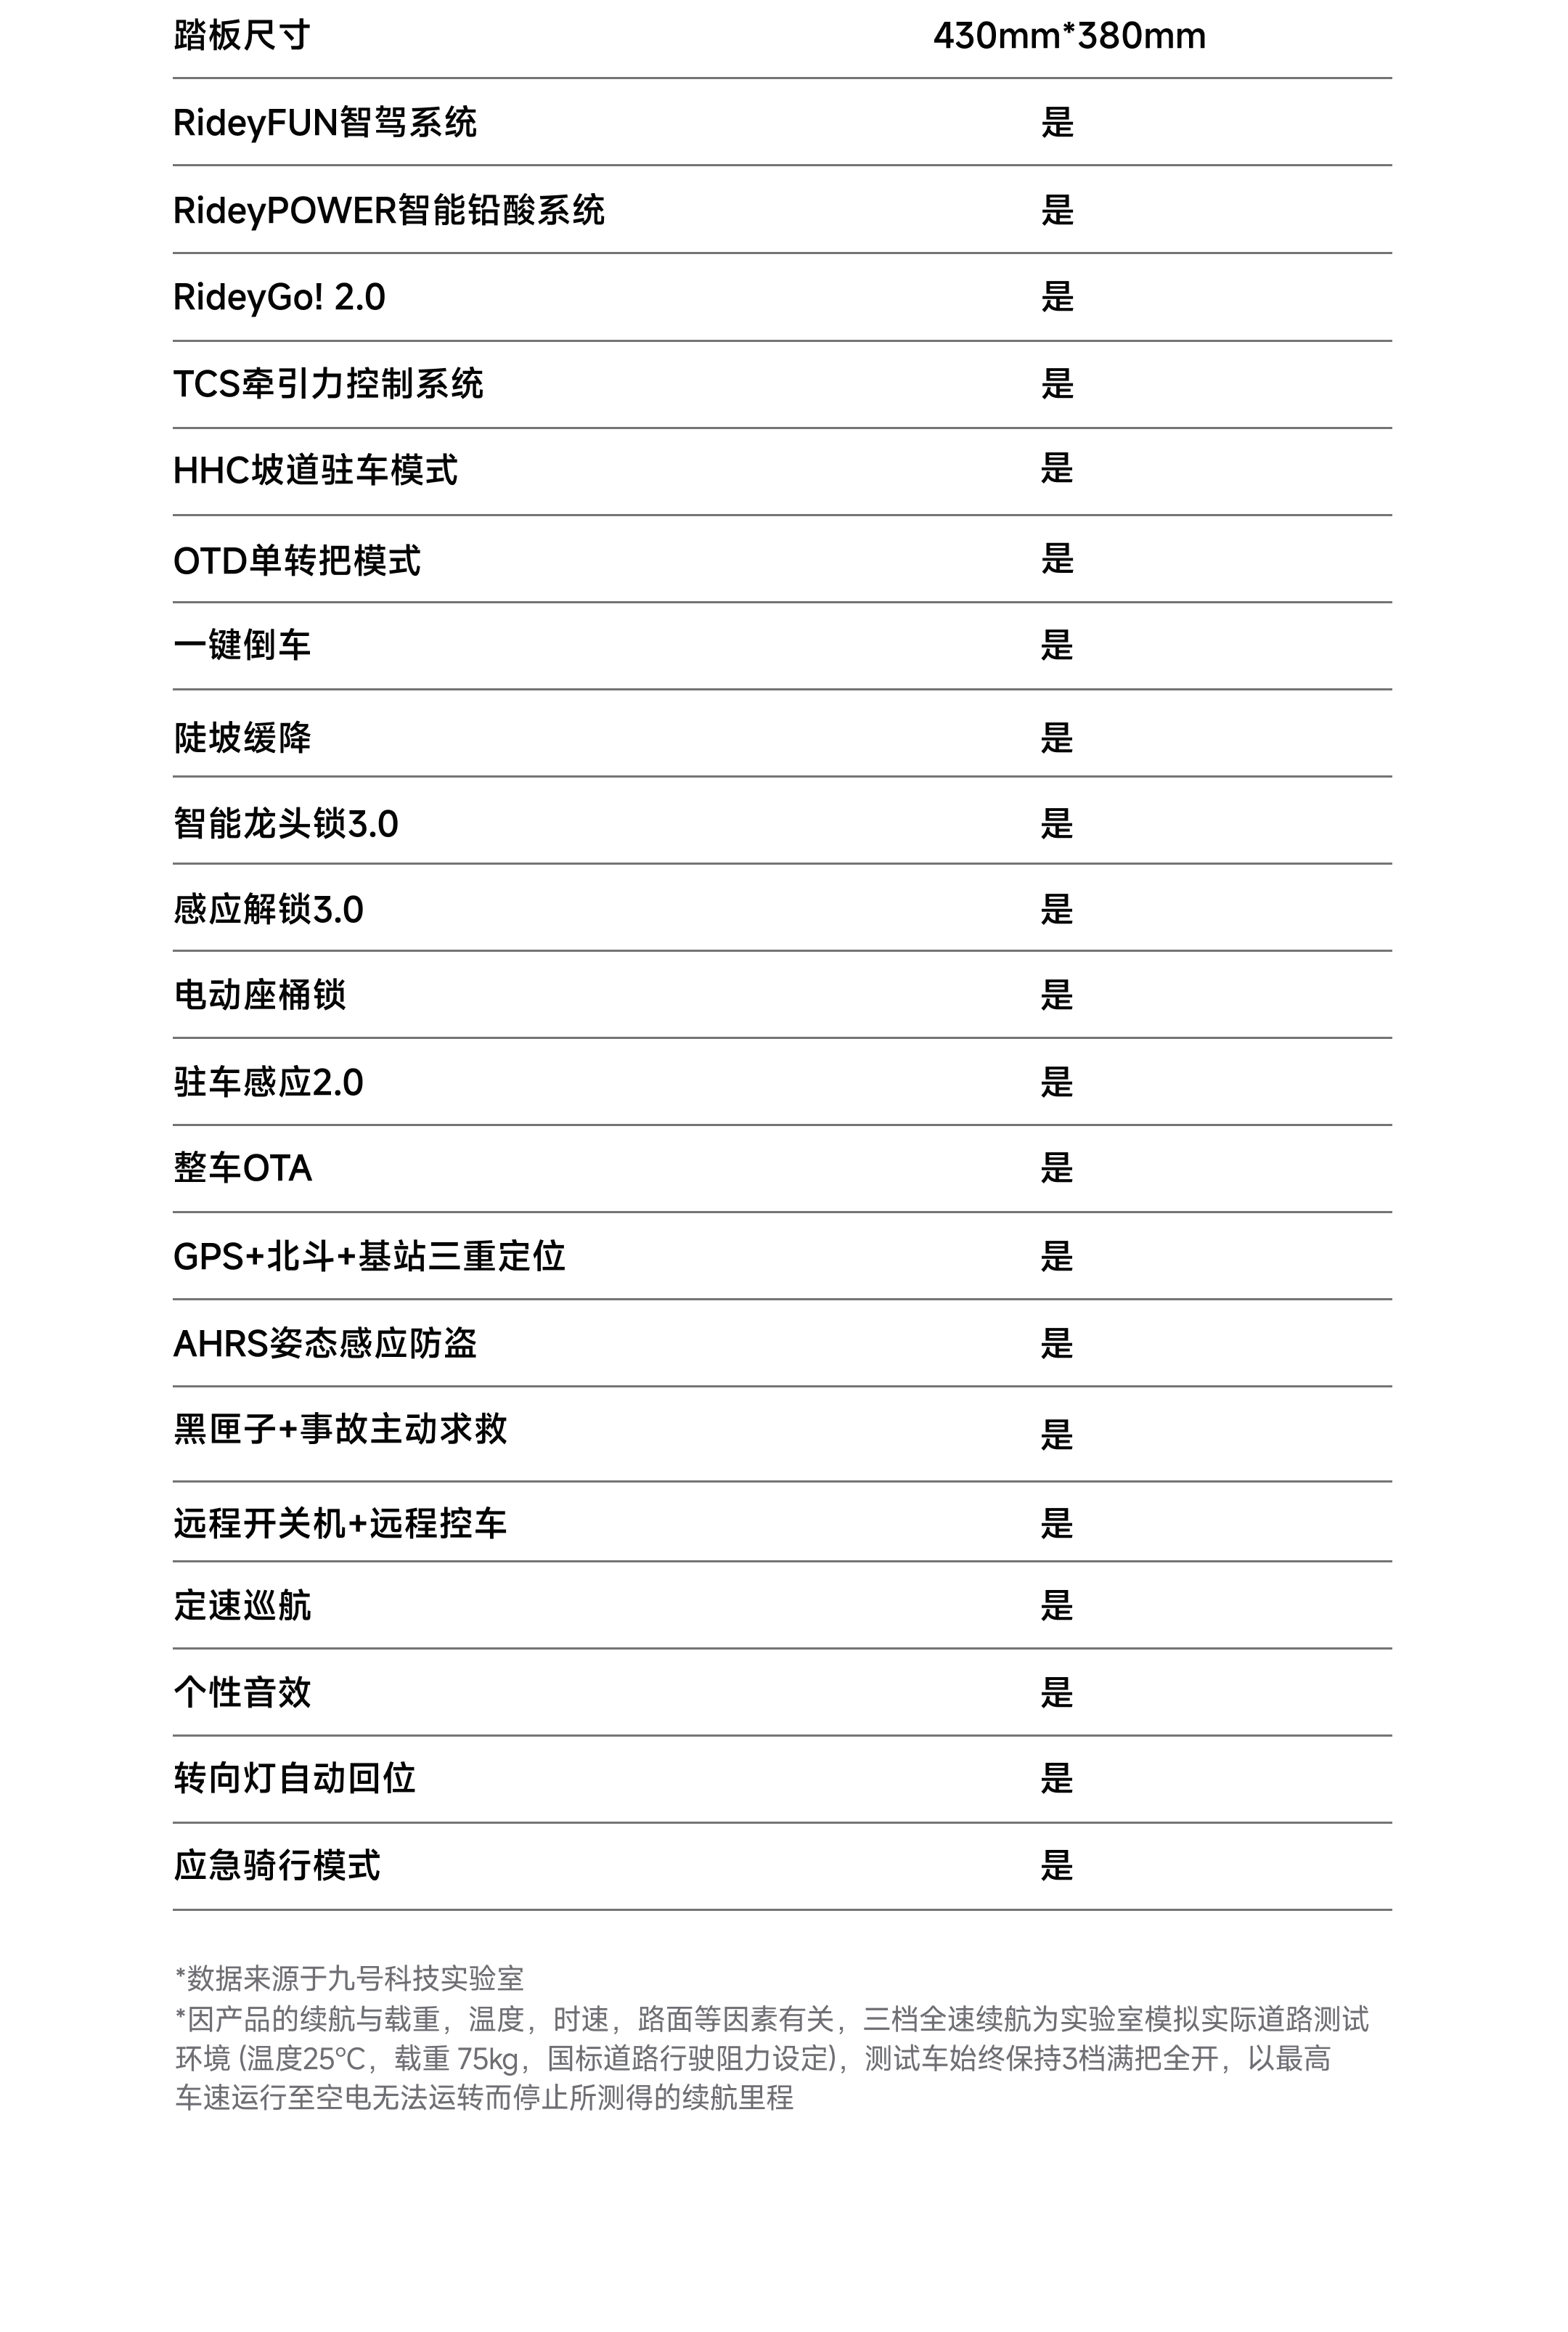 踏板尺寸 430mm*380mm
RideyFUN智驾系统 是
RideyPOWER智能铅酸系统 是
RideyGo! 2.0 是
TCS牵引力控制系统 是
HHC坡道驻车模式 是
OTD单转把模式 是
一键倒车 是
陡坡缓降 是
智能龙头锁3.0 是
感应解锁3.0 是
电动座桶锁 是
驻车感应2.0 是
整车OTA 是
GPS+北斗+基站三重定位 是
AHRS姿态感应防盗 是
黑匣子+事故主动求救 是
远程开关机+远程控车 是
定速巡航 是
个性音效 是
转向灯自动回位 是
应急骑行模式 是
*数据来源于九号科技实验室
*因产品的续航与载重，温度，时速，路面等因素有关，三档全速续航为实验室模拟实际道路测试
环境 (温度25℃，载重 75kg，国标道路行驶阻力设定)，测试车始终保持3档满把全开，以最高
车速运行至空电无法运转而停止所测得的续航里程